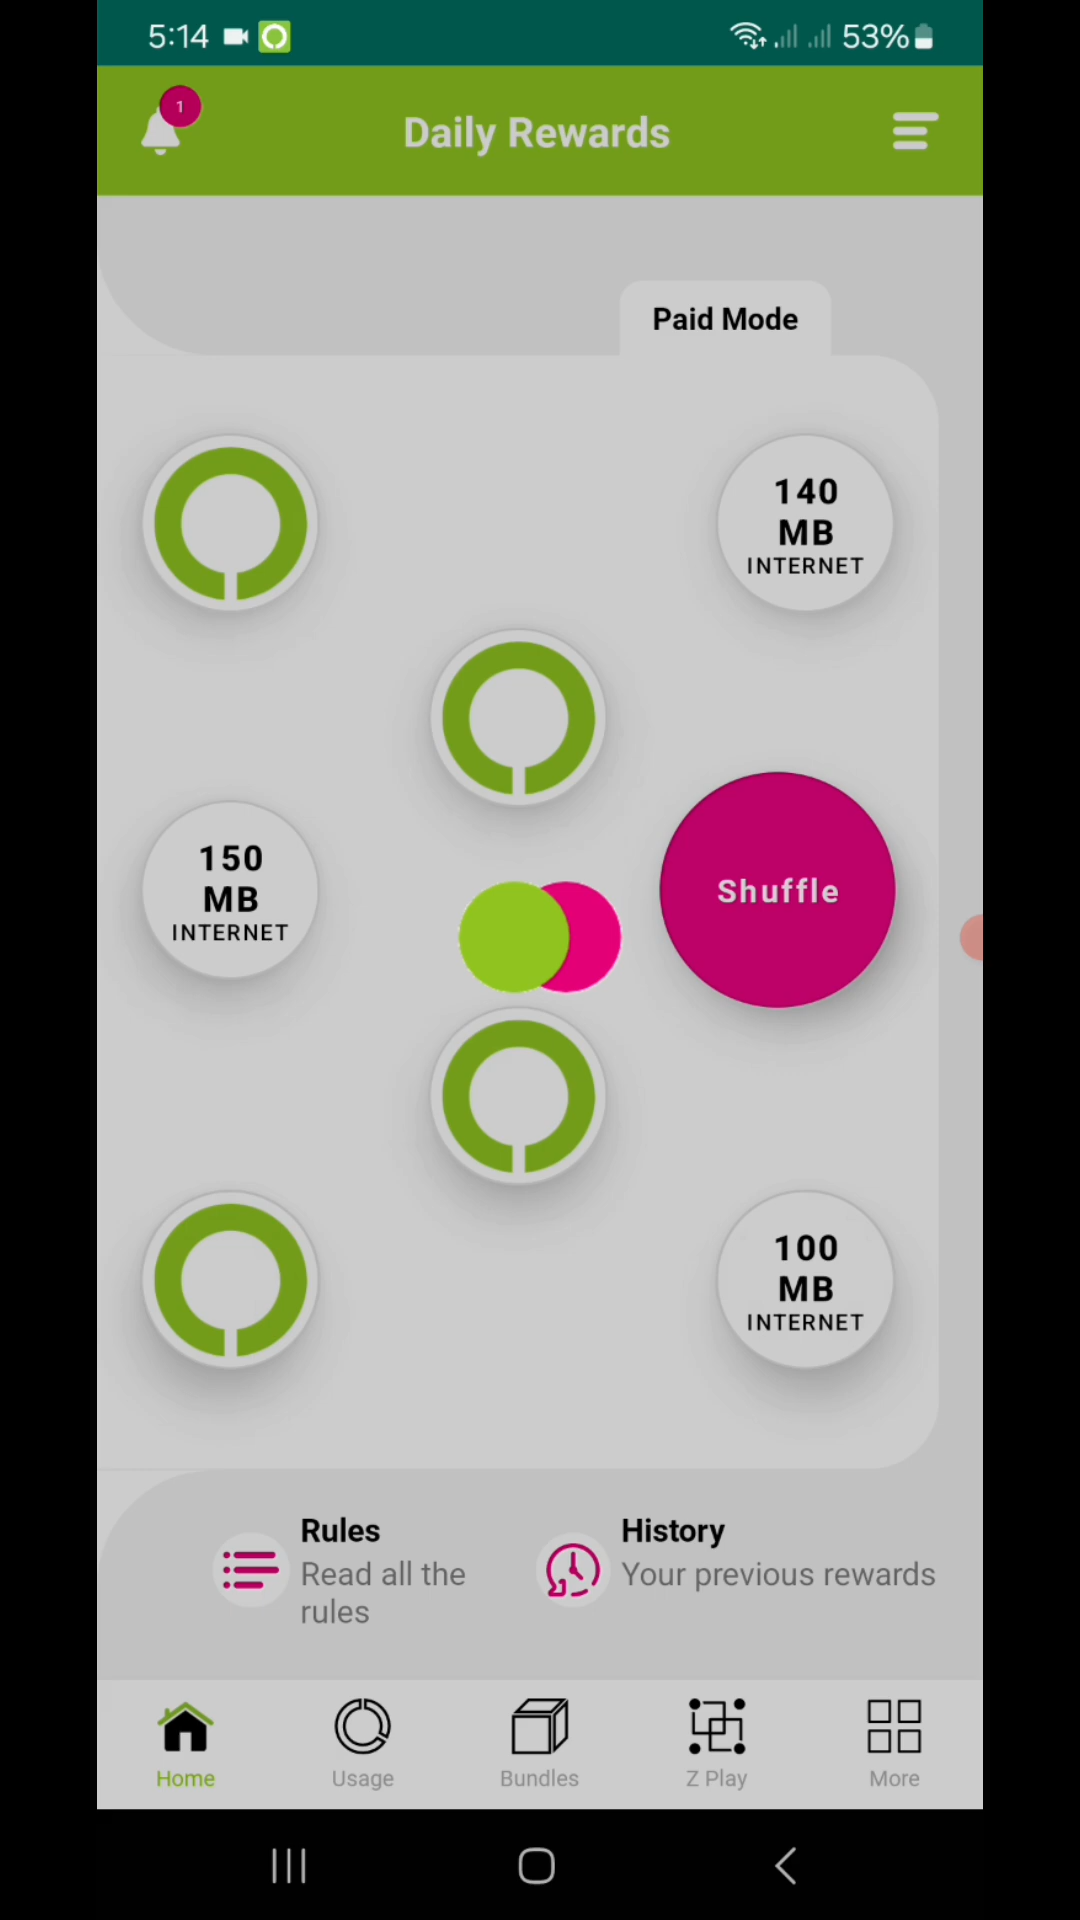 5:14
53%
1
Daily Rewards
Paid Mode
140
MB
INTERNET
150
MB
INTERNET
Shuffle
100
MB
INTERNET
Rules
Read all the
rules
History
Your previous rewards
Home
Usage
Bundles
Z Play
More